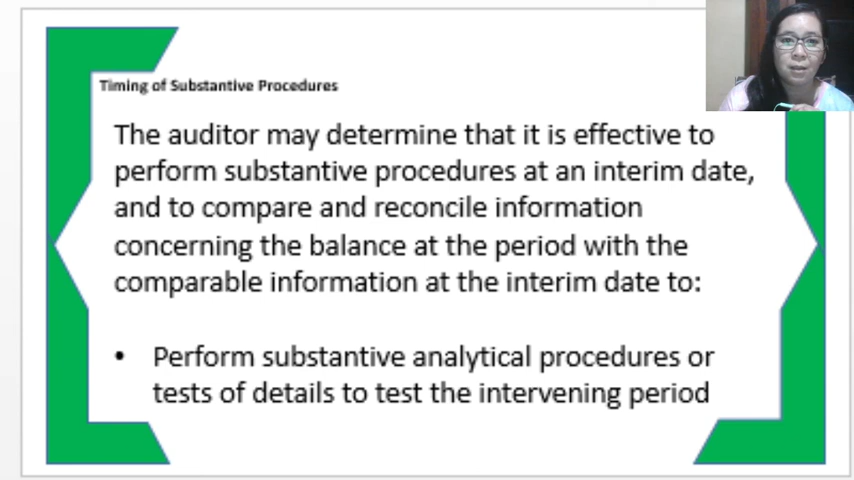 Timing of Substantive Procedures
The auditor may determine that it is effective to
perform substantive procedures at an interim date,
and to compare and reconcile information
concerning the balance at the period with the
comparable information at the interim date to:
• Perform substantive analytical procedures or
tests of details to test the intervening period